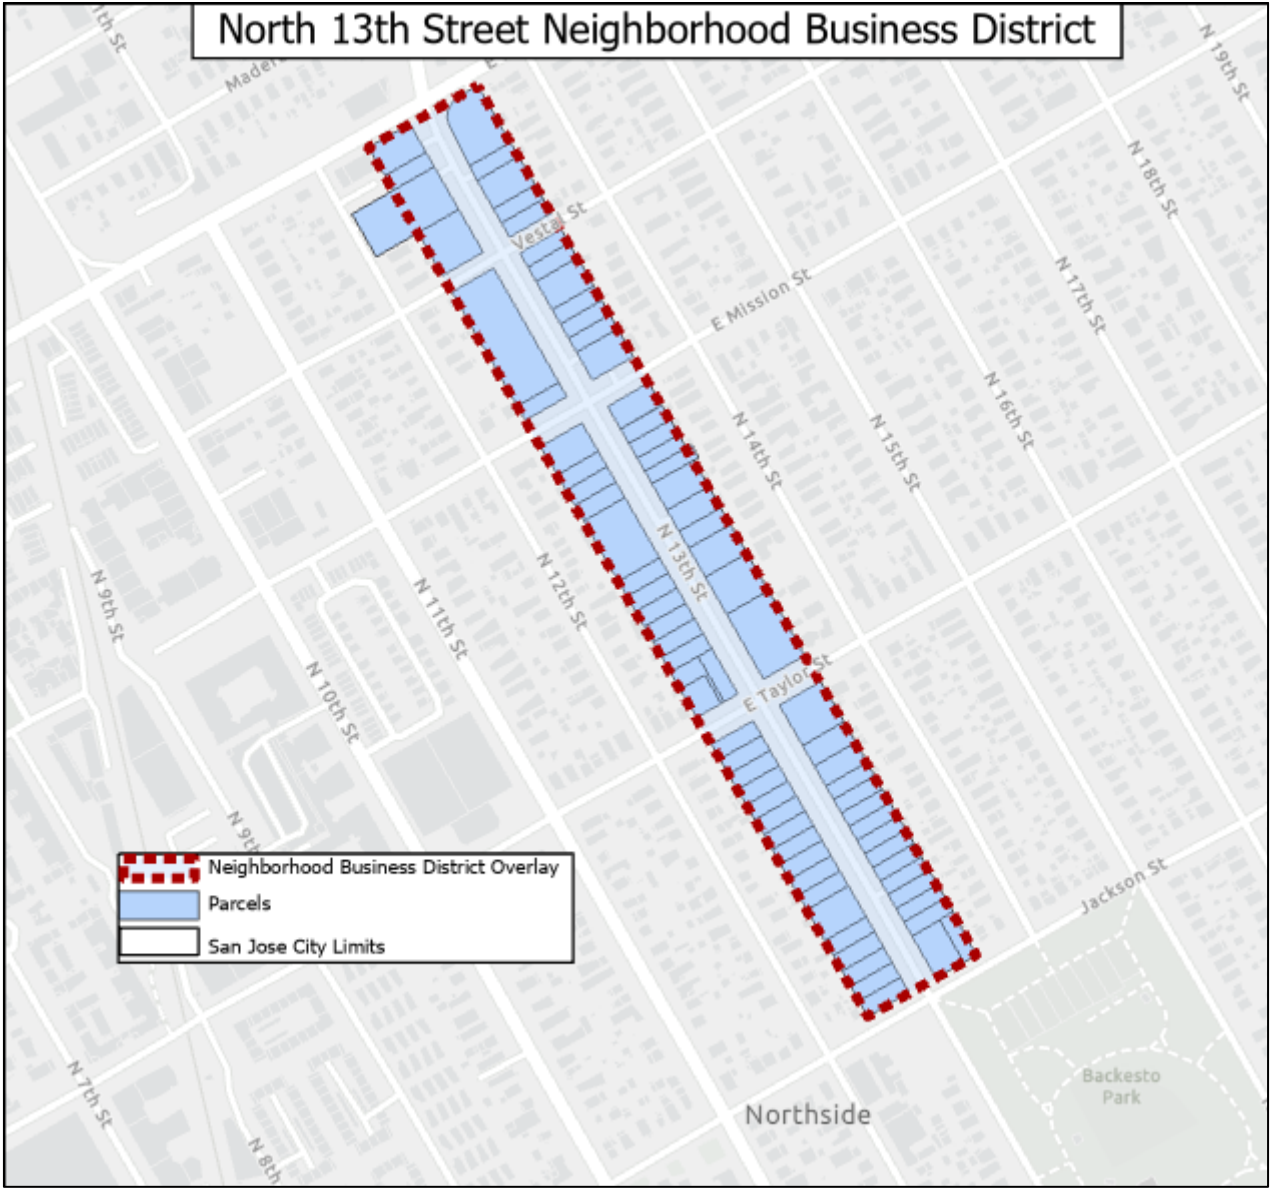 North 13th Street Neighborhood Business District
N 19th St
N 18th St
Vestal St
E Mission St
N 17th St
N 16th St
N 14th St
N 15th St
N 13th St
N 12th St
N 11th St
N 9th St
N 10th St
E Taylor St
N 9th
Neighborhood Business District Overlay
Parcels
San Jose City Limits
Jackson St
Backesto
Park
Northside
N 7th St
N 8th